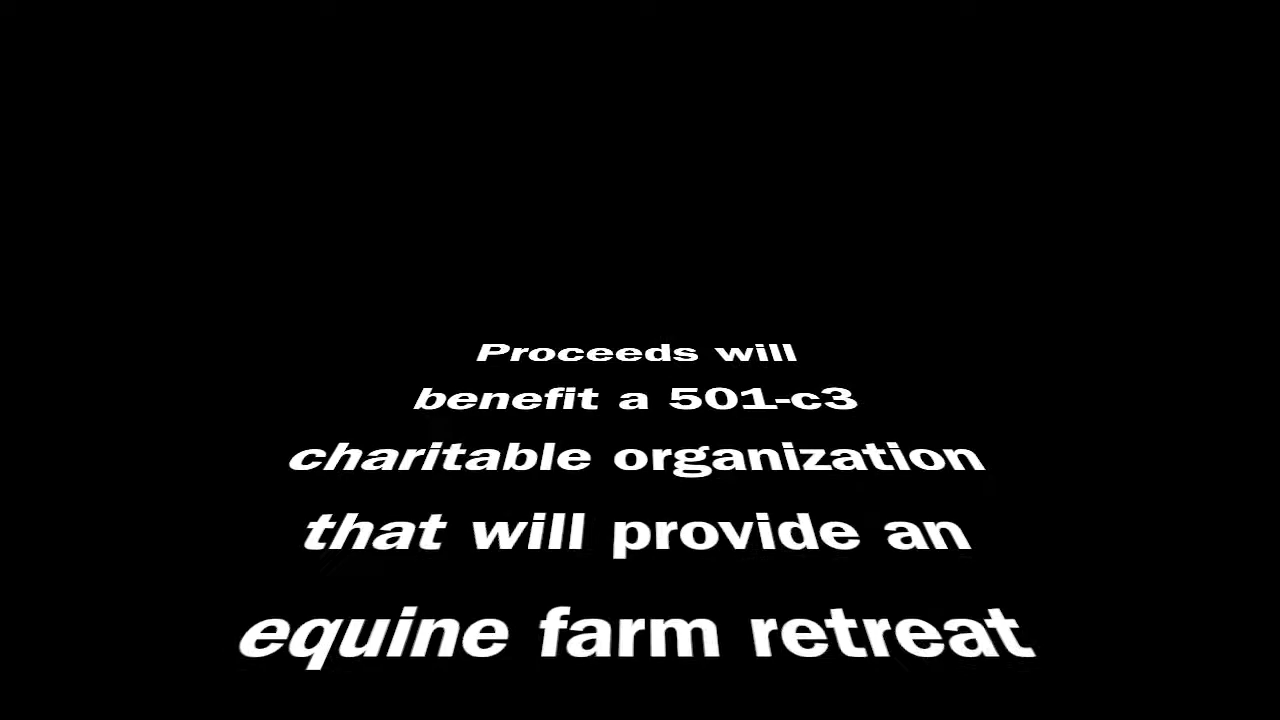 Proceeds will
benefit a 501-c3
charitable organization
that will provide an
equine farm retreat